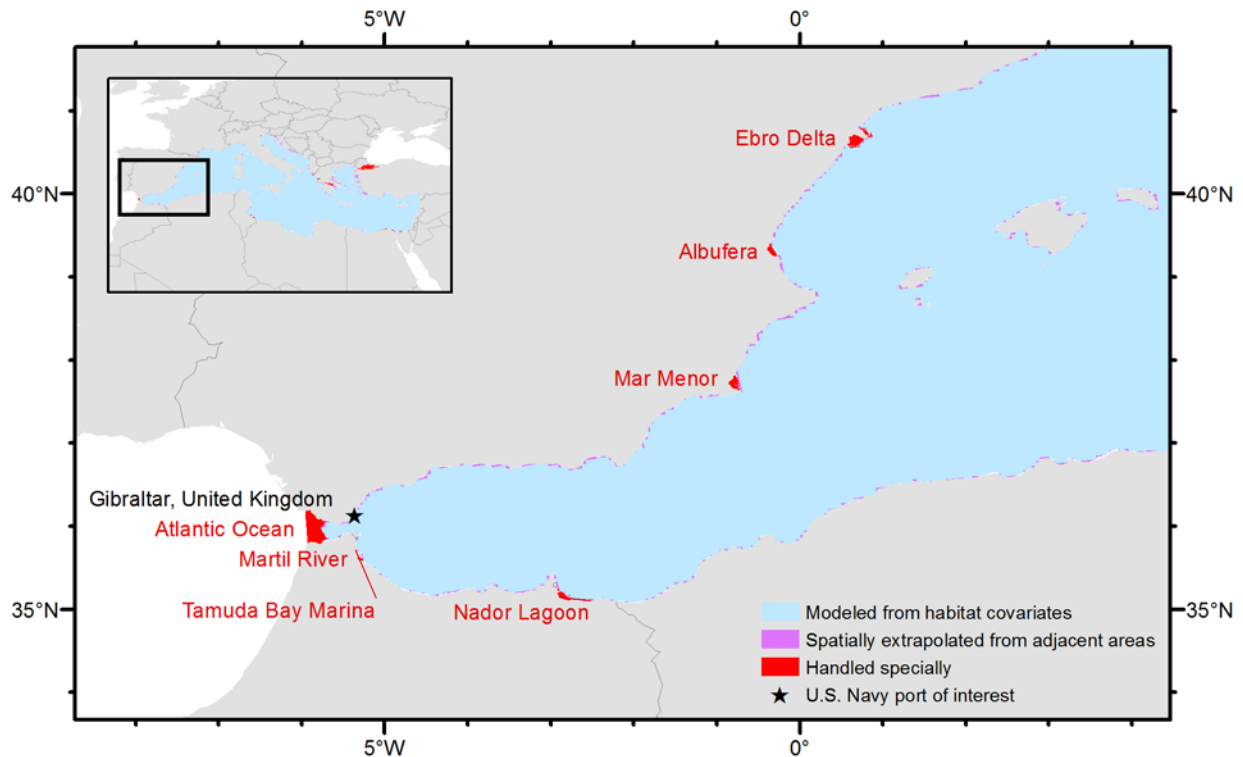 5°W
0°
Ebro Delta
40°N
40°N
Albufera
Mar Menor
Gibraltar, United Kingdom
Atlantic Ocean
Martil River
Tamuda Bay Marina
Nador Lagoon
35°N
35°N
Modeled from habitat covariates
Spatially extrapolated from adjacent areas
Handled specially
U.S. Navy port of interest
5°W
0°